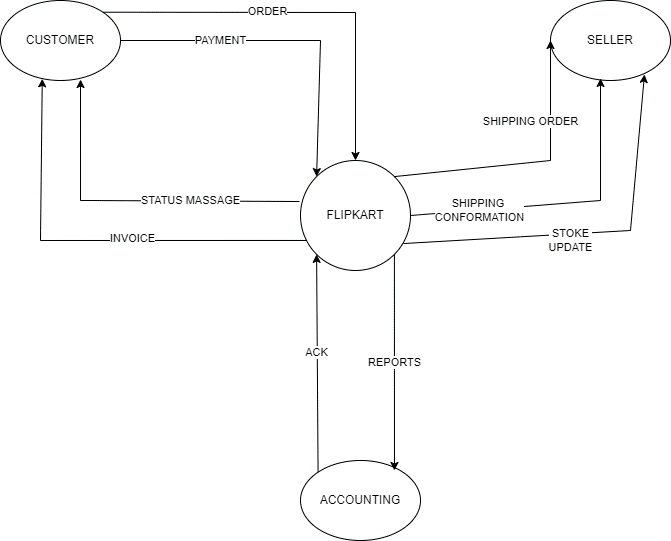 ORDER
CUSTOMER
PAYMENT
SELLER
SHIPPING ORDER
STATUS MASSAGE
SHIPPING
CONFORMATION
FLIPKART
INVOICE
STOKE
UPDATE
ACK
REPORTS
ACCOUNTING